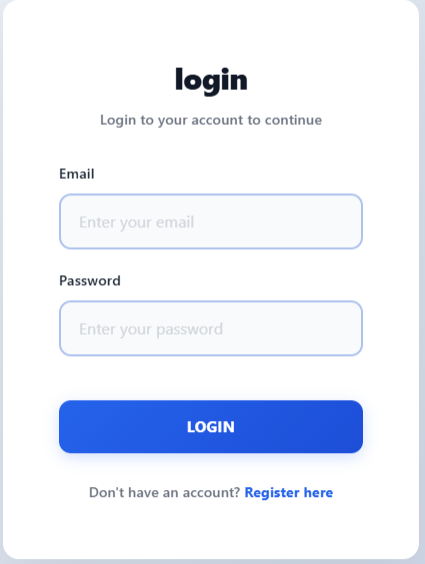 login
Login to your account to continue
Email
Enter your email
Password
Enter your password
LOGIN
Don't have an account? Register here